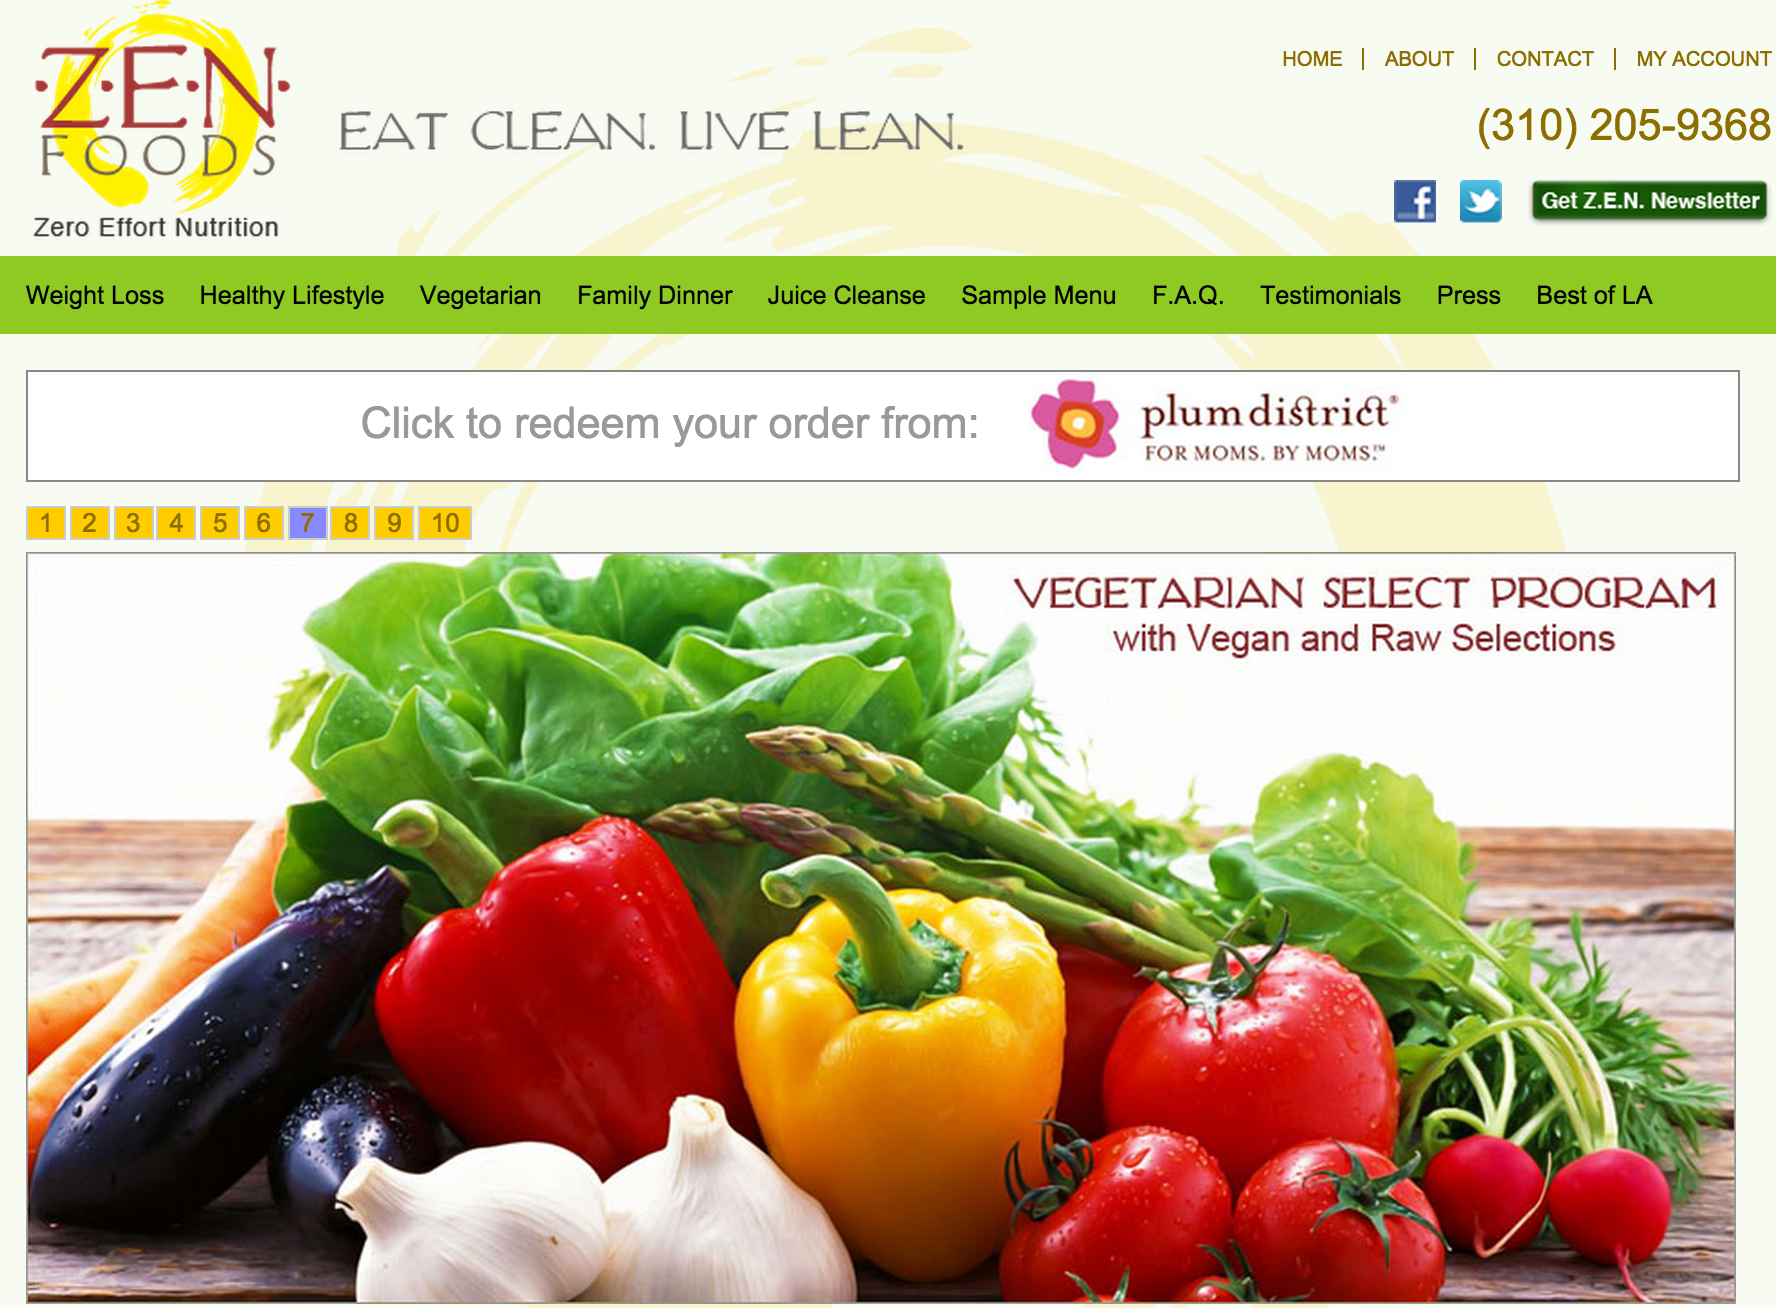 ·Z·E·N·
FOODS
Zero Effort Nutrition
EAT CLEAN. LIVE LEAN.
HOME | ABOUT | CONTACT | MY ACCOUNT
(310) 205-9368
f
Get Z.E.N. Newsletter
Weight Loss Healthy Lifestyle Vegetarian Family Dinner Juice Cleanse Sample Menu F.A.Q. Testimonials Press Best of LA
Click to redeem your order from:
plumdistrict®
FOR MOMS. BY MOMS.™
1 2 3 4 5 6 7 8 9 10
VEGETARIAN SELECT PROGRAM
with Vegan and Raw Selections